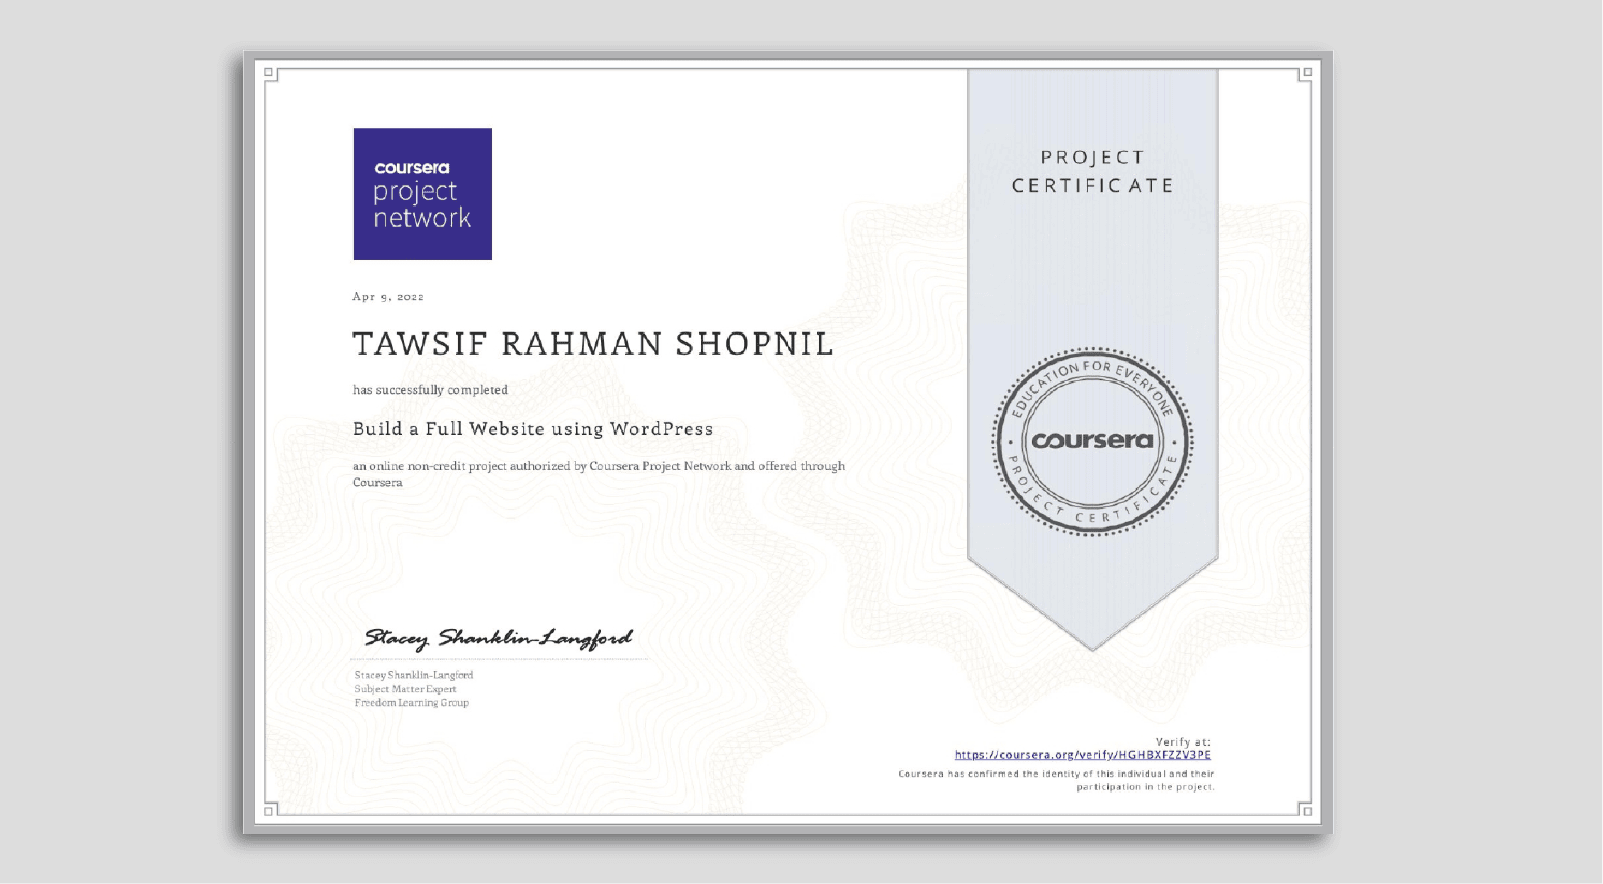 coursera
project
network
PROJECT
CERTIFICATE
Apr 9, 2022
TAWSIF RAHMAN SHOPNIL
has successfully completed
Build a Full Website using WordPress
an online non-credit project authorized by Coursera Project Network and offered through
Coursera
EDUCATION FOR EVERYONE
coursera
PROJECT CERTIFICATE
Stacey Shanklin-Langford
Stacey Shanklin-Langford
Subject Matter Expert
Freedom Learning Group
Verify at:
https://coursera.org/verify/HGHBXFZZV3PE
Coursera has confirmed the identity of this individual and their
participation in the project.